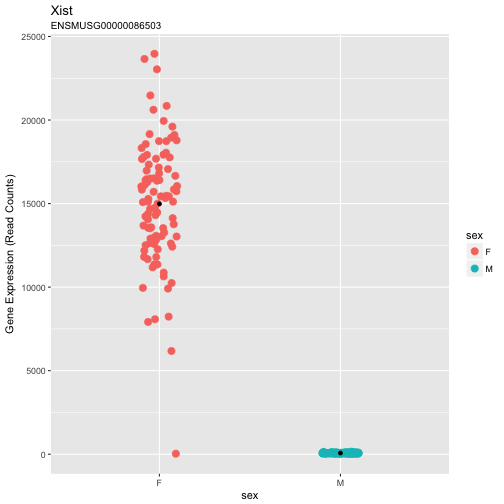 Xist
ENSMUSG00000086503
Gene Expression (Read Counts)
25000
20000
15000
10000
5000
0
F
M
sex
sex
F
M